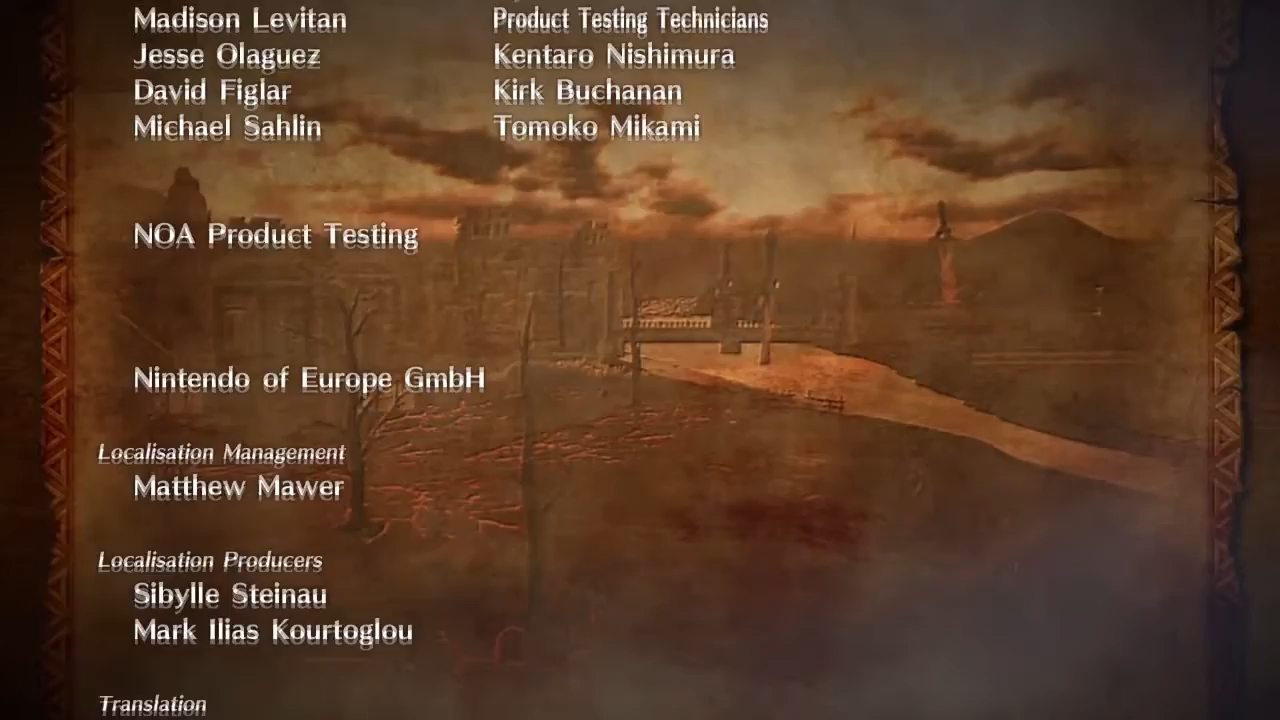 Madison Levitan
Jesse Olaguez
David Figlar
Michael Sahlin
Product Testing Technicians
Kentaro Nishimura
Kirk Buchanan
Tomoko Mikami
NOA Product Testing
Nintendo of Europe GmbH
Localisation Management
Matthew Mawer
Localisation Producers
Sibylle Steinau
Mark Ilias Kourtoglou
Translation